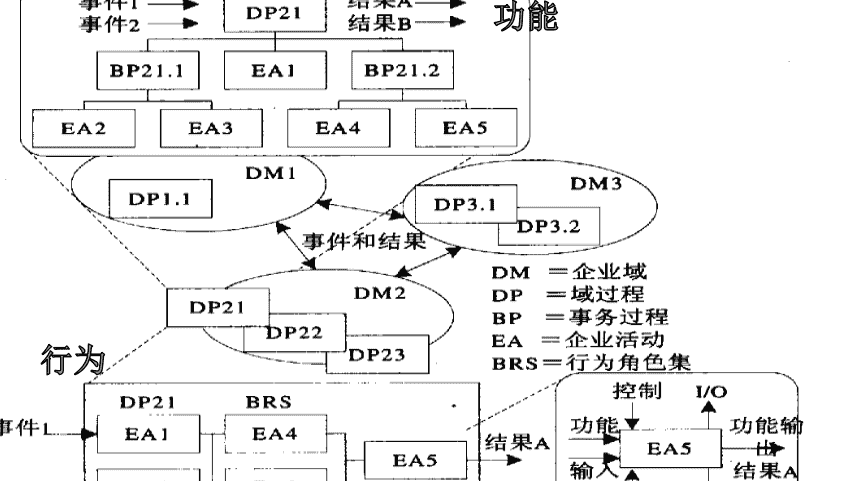 事件1
DP21
结果A
事件2
结果B
功能
BP21.1
EA1
BP21.2
EA2
EA3
EA4
EA5
DM1
DM3
DP1.1
DP3.1
DP3.2
事件和结果
DM2
DP21
DP22
DP23
DM =企业域
DP =域过程
BP =事务过程
EA =企业活动
BRS=行为角色集
行为
DP21 BRS
事件1
EA1
EA4
EA5
结果A
控制
I/O
功能
EA5
功能输
出
输入
结果A